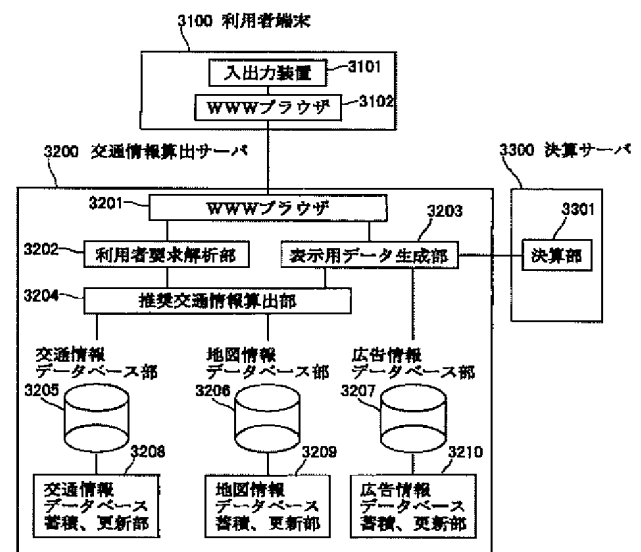 3100 利用者端末
入出力装置
3101
WWWブラウザ
3102
3200 交通情報算出サーバ
3300 決算サーバ
3201
WWWブラウザ
3203
3301
3202
利用者要求解析部
表示用データ生成部
決算部
3204
推奨交通情報算出部
交通情報
データベース部
3205
地図情報
データベース部
3206
広告情報
データベース部
3207
3208
交通情報
データベース
蓄積、更新部
3209
地図情報
データベース
蓄積、更新部
3210
広告情報
データベース
蓄積、更新部